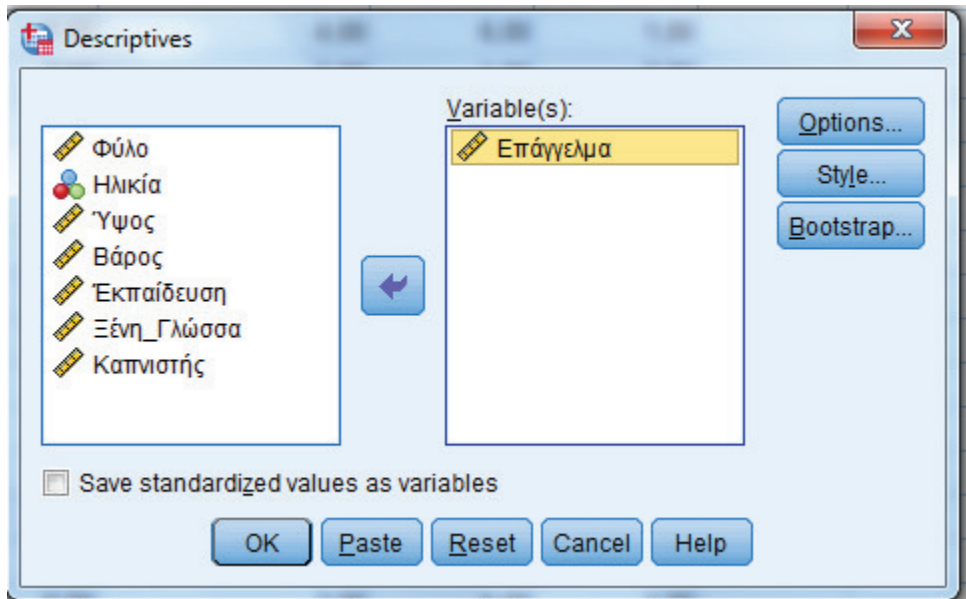 Descriptives
Variable(s):
Φύλο
Ηλικία
Ύψος
Βάρος
Έκπαίδευση
Ξένη_Γλώσσα
Καπνιστής
Επάγγελμα
Options...
Style...
Bootstrap...
Save standardized values as variables
OK Paste Reset Cancel Help